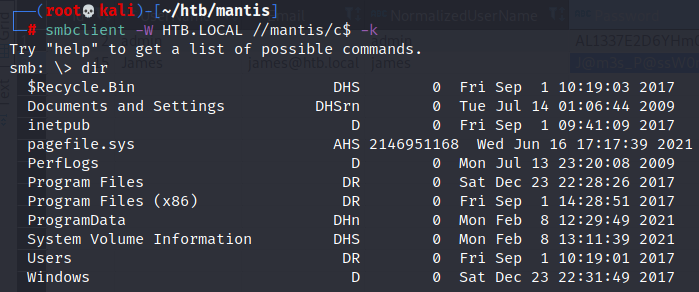 NormalizedUserName
(root💀kali)-[~/htb/mantis]
# smbclient -W HTB.LOCAL //mantis/c$ -k
Try "help" to get a list of possible commands.
smb: \> dir
james@htb.local james
$Recycle.Bin DHS 0 Fri Sep 1 10:19:03 2017
Documents and Settings DHSrn 0 Tue Jul 14 01:06:44 2009
inetpub D 0 Fri Sep 1 09:41:09 2017
pagefile.sys AHS 2146951168 Wed Jun 16 17:17:39 2021
PerfLogs D 0 Mon Jul 13 23:20:08 2009
Program Files DR 0 Sat Dec 23 22:28:26 2017
Program Files (x86) DR 0 Fri Sep 1 14:28:51 2017
ProgramData DHn 0 Mon Feb 8 12:29:49 2021
System Volume Information DHS 0 Mon Feb 8 13:11:39 2021
Users DR 0 Fri Sep 1 10:19:01 2017
Windows D 0 Sat Dec 23 22:31:49 2017